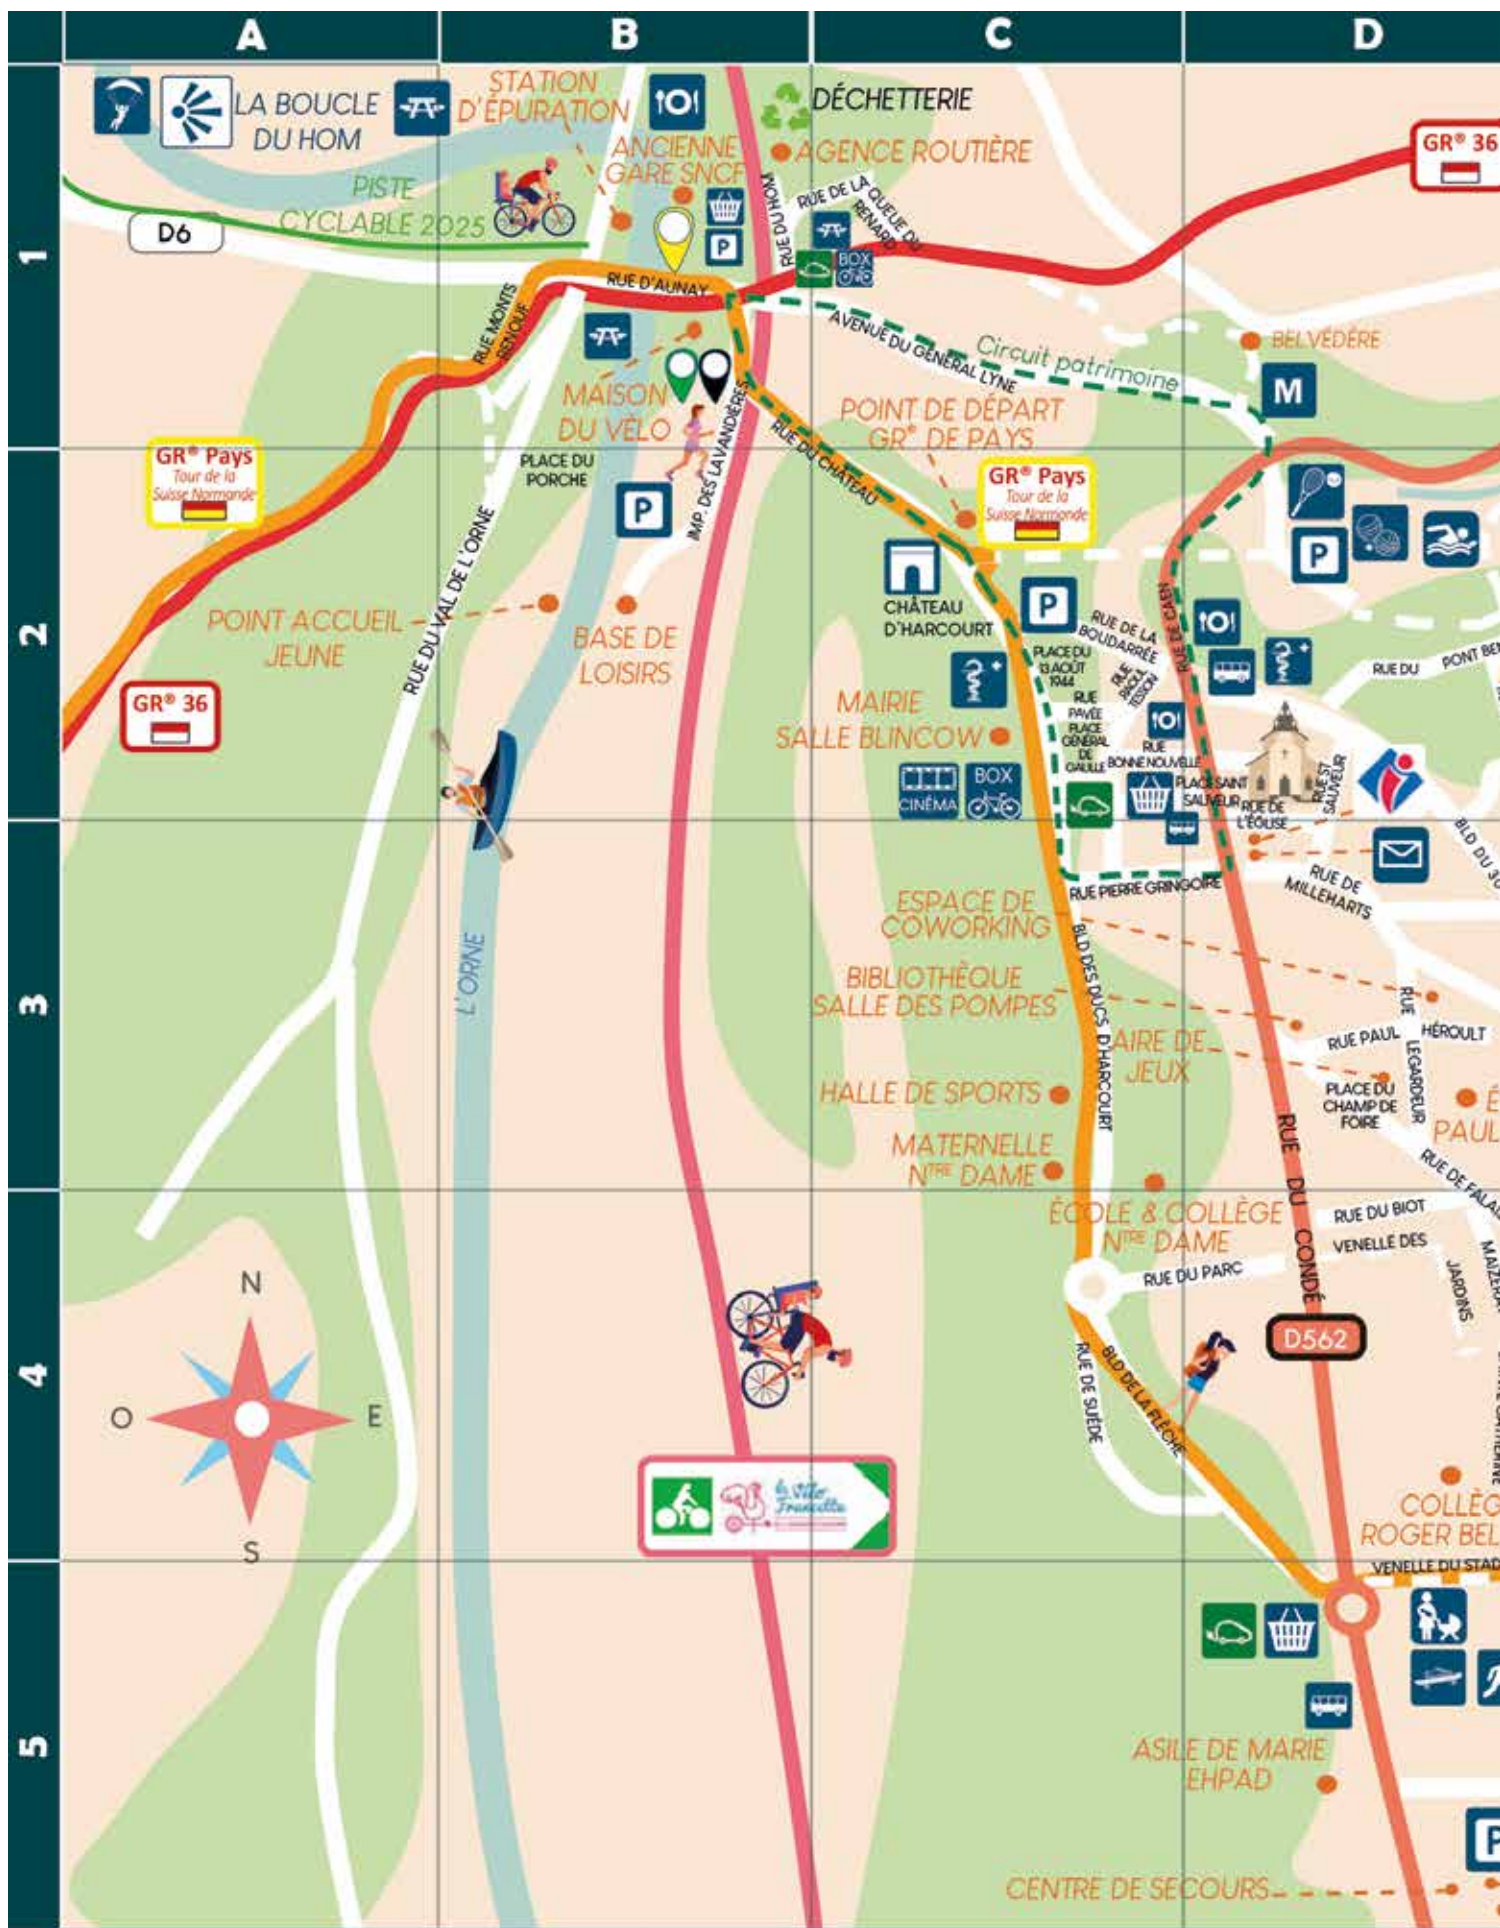 A
B
C
D
1
2
3
4
5
LA BOUCLE
DU HOM
STATION
D'ÉPURATION
ANCIENNE
GARE SNCF
DÉCHETTERIE
AGENCE ROUTIÈRE
GR® 36
PISTE
CYCLABLE 2025
D6
P
RUE DU HOM
RUE DE LA QUEUE DU
RENARD
BOX
RUE D'AUNAY
RUE MONTS
RENQUE
AVENUE DU GÉNÉRAL LYNE
Circuit patrimoine
BELVÉDÈRE
M
MAISON
DU VÉLO
POINT DE DÉPART
GR® DE PAYS
RUE DU CHÂTEAU
IMP. DES LAVANDIÈRES
PLACE DU
PORCHE
P
GR® Pays
Tour de la
Suisse Normande
GR® Pays
Tour de la
Suisse Normande
P
RUE DU VAL DE L'ORNE
CHÂTEAU
D'HARCOURT
P
RUE DE LA
BOUDARRÉE
RUE DE CAEN
POINT ACCUEIL
JEUNE
BASE DE
LOISIRS
PLACE DU
13 AOÛT
1944
RUE
RAOUL
TESSON
RUE DU
GR® 36
MAIRIE
SALLE BLINCOW
RUE
PAVÉE
PLACE
GÉNÉRAL
DE
GAULLE
RUE
BONNE NOUVELLE
CINÉMA
BOX
PLACE SAINT
SAUVEUR
RUE ST
SAUVEUR
RUE DE
L'ÉGLISE
RUE PIERRE GRINGOIRE
RUE DE
MILLEHARTS
ESPACE DE
COWORKING
L'ORNE
BLD DES DUCS D'HARCOURT
BIBLIOTHÈQUE
SALLE DES POMPES
RUE PAUL HÉROULT
RUE LEGARDEUR
AIRE DE
JEUX
HALLE DE SPORTS
PLACE DU
CHAMP DE
FOIRE
PAUL
MATERNELLE
NTRE DAME
RUE DU CONDÉ
ÉCOLE & COLLÈGE
NTRE DAME
RUE DU BIOT
VENELLE DES
JARDINS
RUE DU PARC
N
O
E
S
D562
RUE DE SUÈDE
BLD DE LA FLÈCHE
la Vélo
Francette
COLLÈG
ROGER BEL
VENELLE DU STAD
ASILE DE MARIE
EHPAD
P
CENTRE DE SECOURS